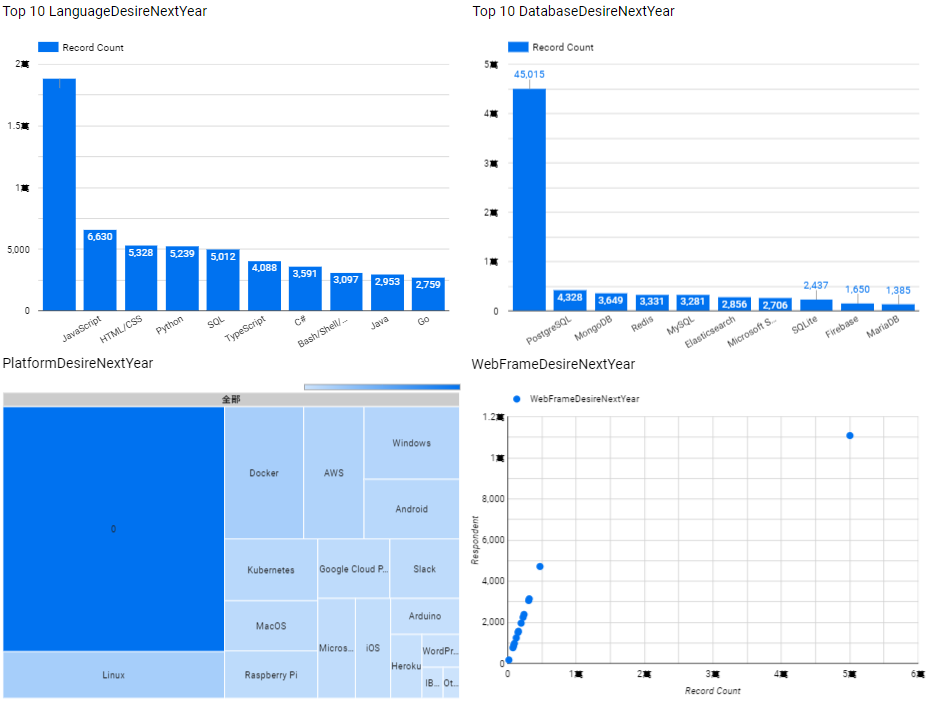 Top 10 LanguageDesireNextYear
Record Count
2萬
1.5萬
1萬
5,000
0
6,630
5,328
5,239
5,012
4,088
3,591
3,097
2,953
2,759
JavaScript
HTML/CSS
Python
SQL
TypeScript
C#
Bash/Shell/...
Java
Go
Top 10 DatabaseDesireNextYear
Record Count
5萬
4萬
3萬
2萬
1萬
0
45,015
4,328
3,649
3,331
3,281
2,856
2,706
2,437
1,650
1,385
PostgreSQL
MongoDB
Redis
MySQL
Elasticsearch
Microsoft S...
SQLite
Firebase
MariaDB
PlatformDesireNextYear
全部
0
Linux
Docker
AWS
Windows
Android
Kubernetes
Google Cloud P...
Slack
MacOS
Raspberry Pi
Micros...
iOS
Arduino
Heroku
WordPr...
IB...
Ot...
WebFrameDesireNextYear
WebFrameDesireNextYear
1.2萬
1萬
8,000
6,000
4,000
2,000
0
Respondent
0
1萬
2萬
3萬
4萬
5萬
6萬
Record Count